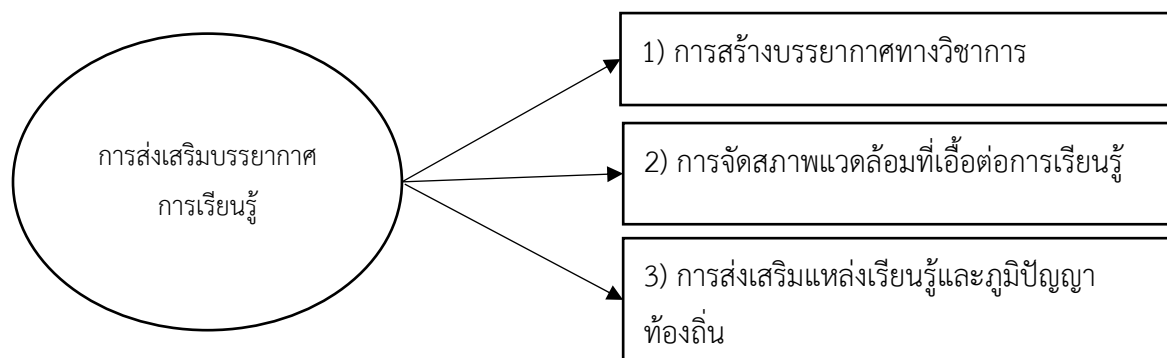 การส่งเสริมบรรยากาศ
การเรียนรู้
1) การสร้างบรรยากาศทางวิชาการ
2) การจัดสภาพแวดล้อมที่เอื้อต่อการเรียนรู้
3) การส่งเสริมแหล่งเรียนรู้และภูมิปัญญา
ท้องถิ่น